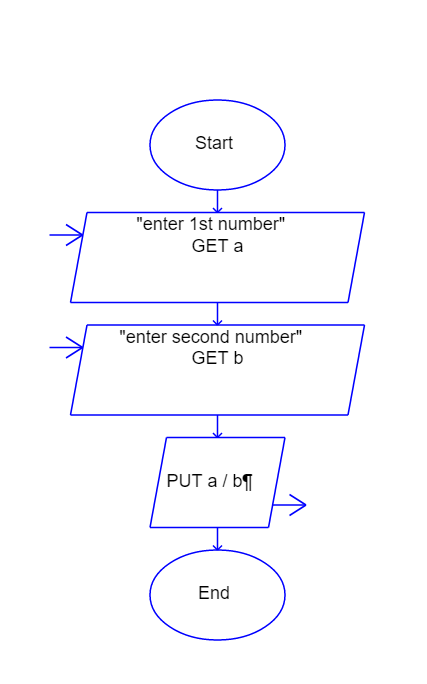 Start
"enter 1st number"
GET a
"enter second number"
GET b
PUT a / b¶
End